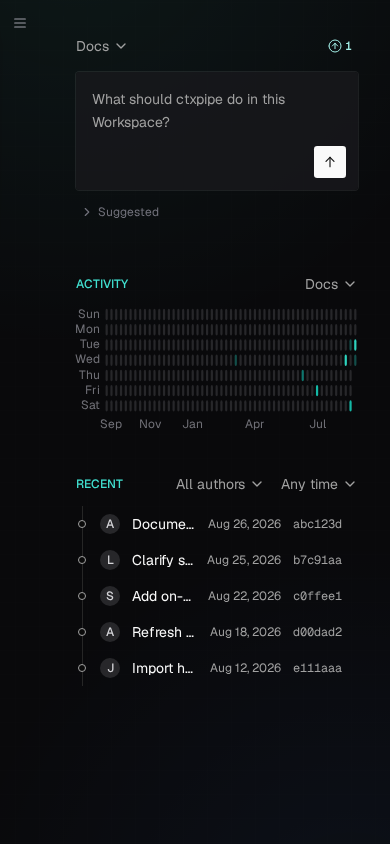 Docs
1
What should ctxpipe do in this
Workspace?
Suggested
ACTIVITY
Docs
Sun
Mon
Tue
Wed
Thu
Fri
Sat
Sep Nov Jan Apr Jul
RECENT
All authors
Any time
A Docume... Aug 26, 2026 abc123d
L Clarify s... Aug 25, 2026 b7c91aa
S Add on-... Aug 22, 2026 c0ffee1
A Refresh ... Aug 18, 2026 d00dad2
J Import h... Aug 12, 2026 e111aaa